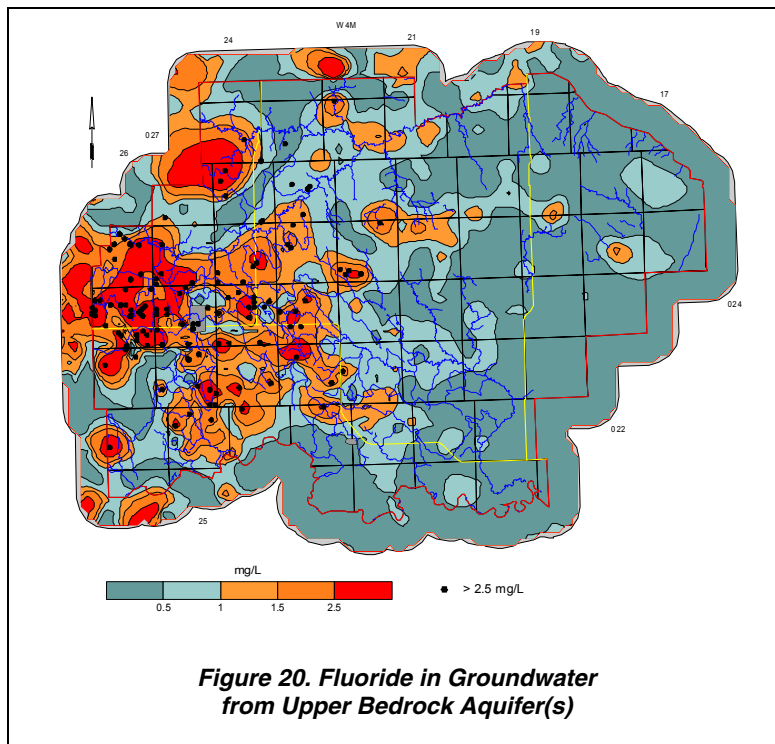 W 4M
24
21
19
17
027
26
024
022
25
mg/L
0.5 1 1.5 2.5
> 2.5 mg/L
Figure 20. Fluoride in Groundwater
from Upper Bedrock Aquifer(s)